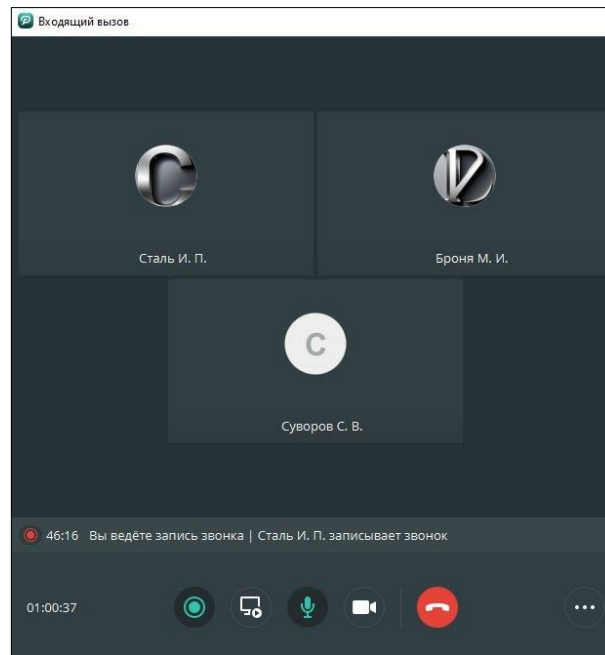 Входящий вызов
Сталь И. П.
Броня М. И.
С
Суворов С. В.
46:16 Вы ведёте запись звонка | Сталь И. П. записывает звонок
01:00:37